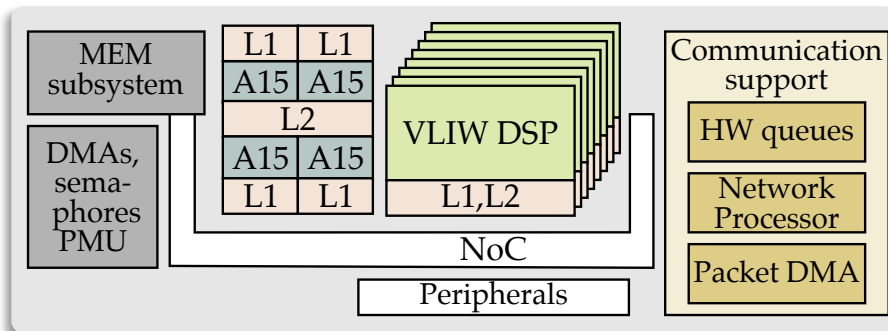 MEM
subsystem
DMAs,
sema-
phores
PMU
L1 L1
A15 A15
L2
A15 A15
L1 L1
VLIW DSP
L1,L2
NoC
Peripherals
Communication
support
HW queues
Network
Processor
Packet DMA